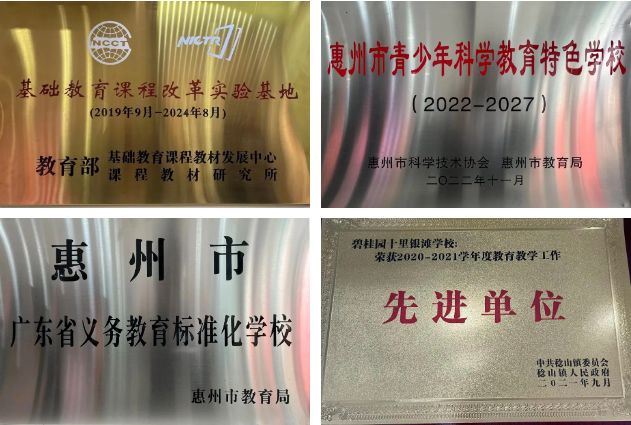 NCCT
NICTR
基础教育课程改革实验基地
(2019年9月-2024年8月)
教育部 基础教育课程教材发展中心
课程教材研究所
惠州市青少年科学教育特色学校
(2022-2027)
惠州市科学技术协会 惠州市教育局
二〇二二年十一月
惠州市
广东省义务教育标准化学校
惠州市教育局
碧桂园十里银滩学校:
荣获2020-2021学年度教育教学工作
先进单位
中共稔山镇委员会
稔山镇人民政府
二〇二一年九月